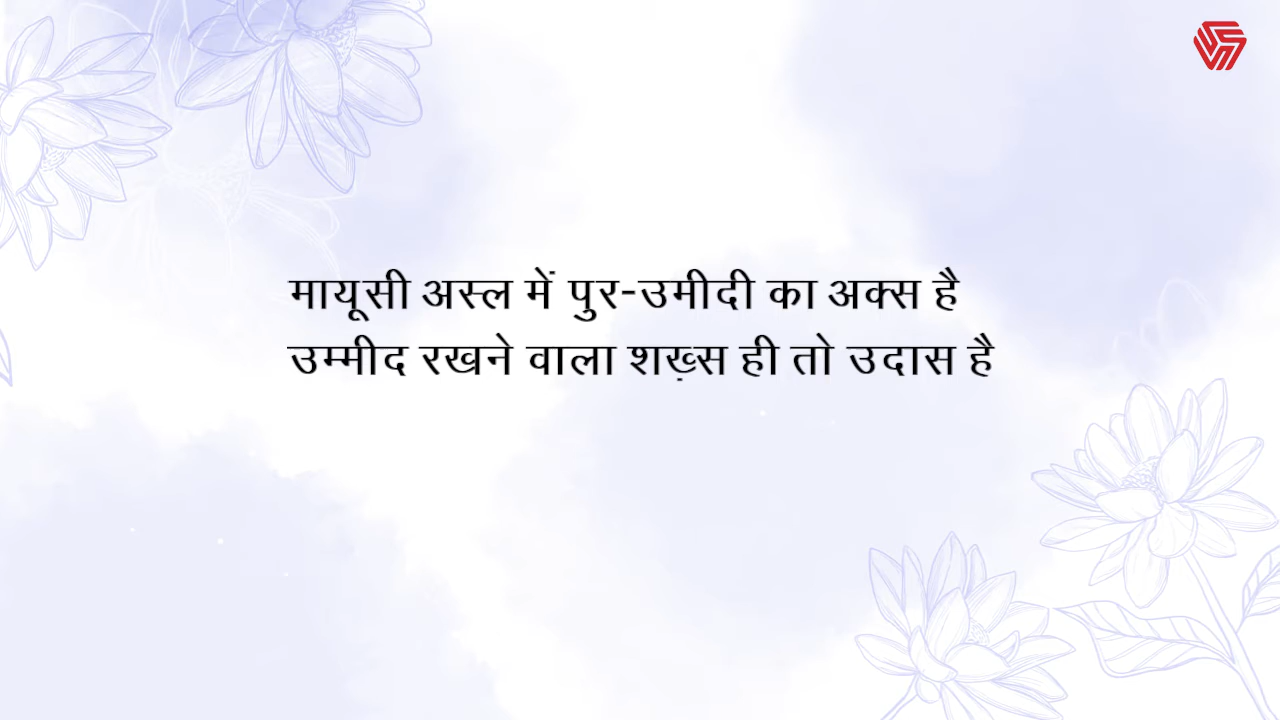 मायूसी अस्ल में पुर-उमीदी का अक्स है
उम्मीद रखने वाला शख़्स ही तो उदास है